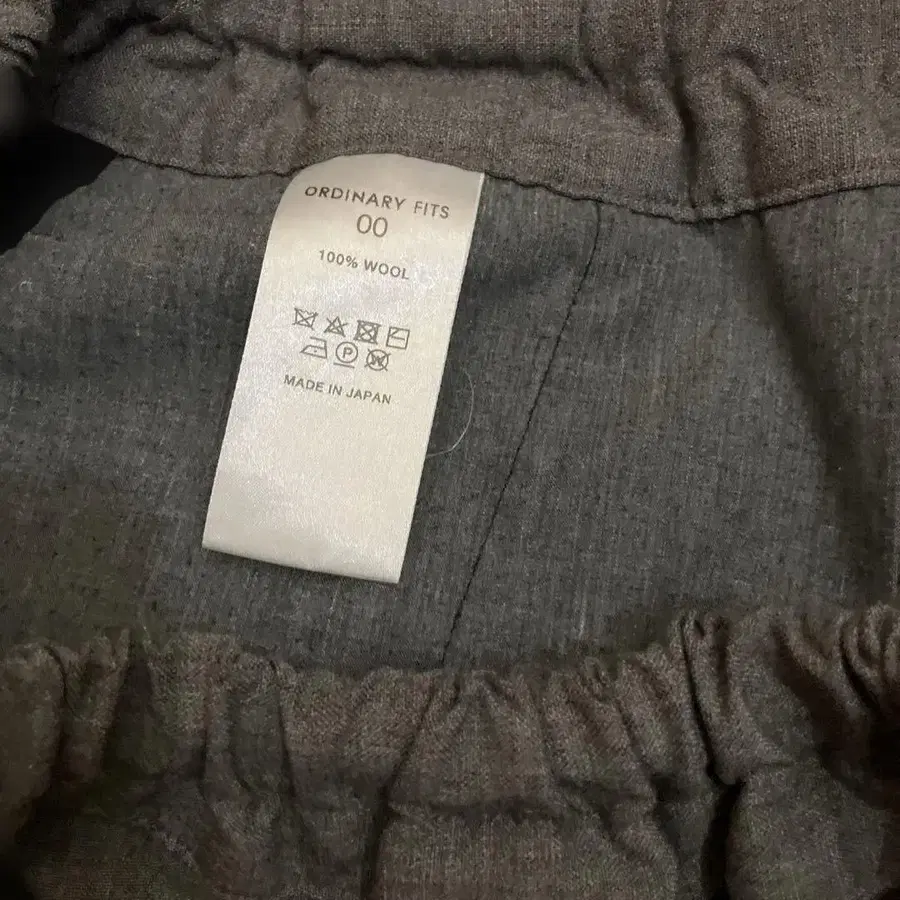 ORDINARY FITS
00
100% WOOL
P
W
MADE IN JAPAN